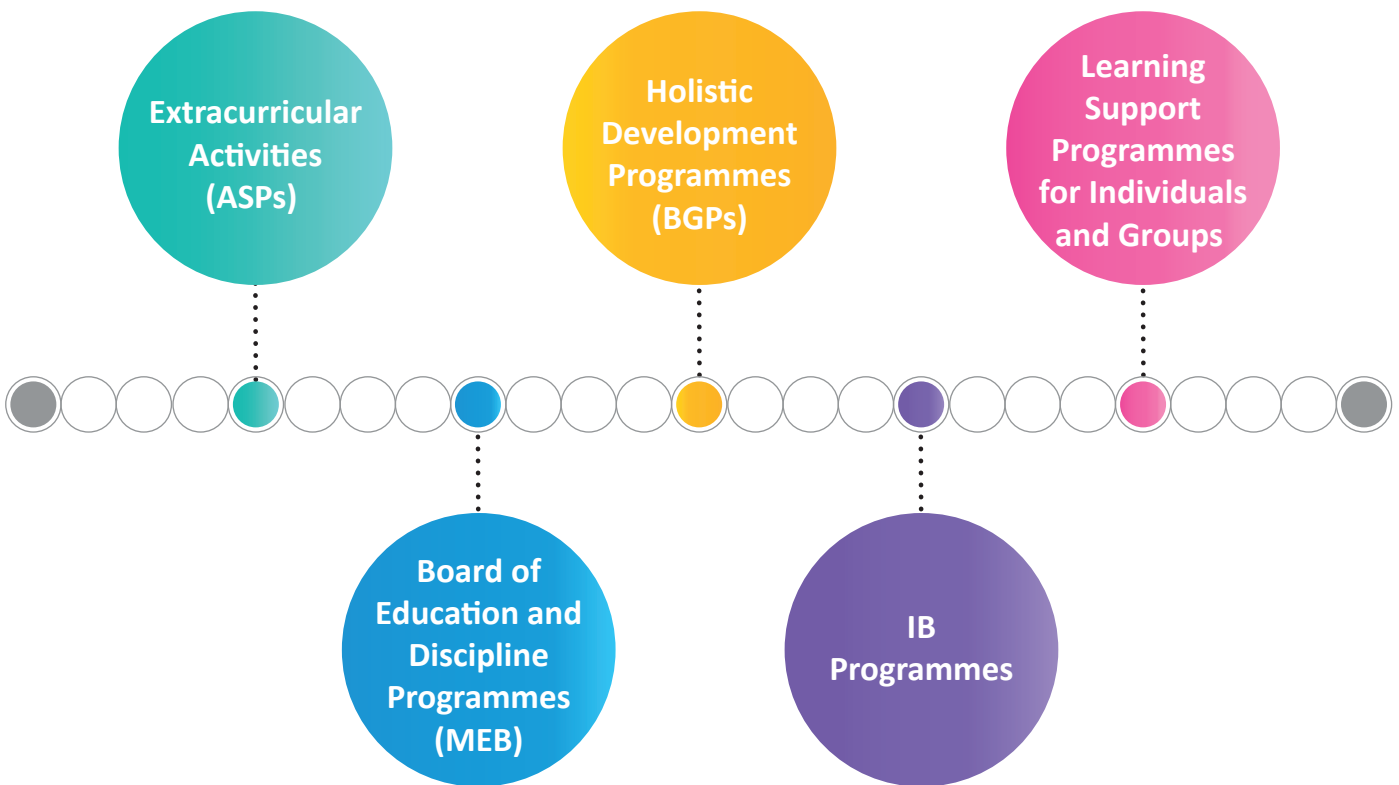 Extracurricular
Activities
(ASPs)
Holistic
Development
Programmes
(BGPs)
Learning
Support
Programmes
for Individuals
and Groups
Board of
Education and
Discipline
Programmes
(MEB)
IB
Programmes